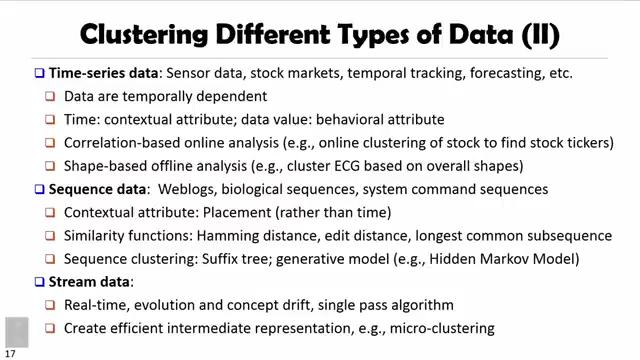 Clustering Different Types of Data (II)
Time-series data: Sensor data, stock markets, temporal tracking, forecasting, etc.
Data are temporally dependent
Time: contextual attribute; data value: behavioral attribute
Correlation-based online analysis (e.g., online clustering of stock to find stock tickers)
Shape-based offline analysis (e.g., cluster ECG based on overall shapes)
Sequence data: Weblogs, biological sequences, system command sequences
Contextual attribute: Placement (rather than time)
Similarity functions: Hamming distance, edit distance, longest common subsequence
Sequence clustering: Suffix tree; generative model (e.g., Hidden Markov Model)
Stream data:
Real-time, evolution and concept drift, single pass algorithm
Create efficient intermediate representation, e.g., micro-clustering
17